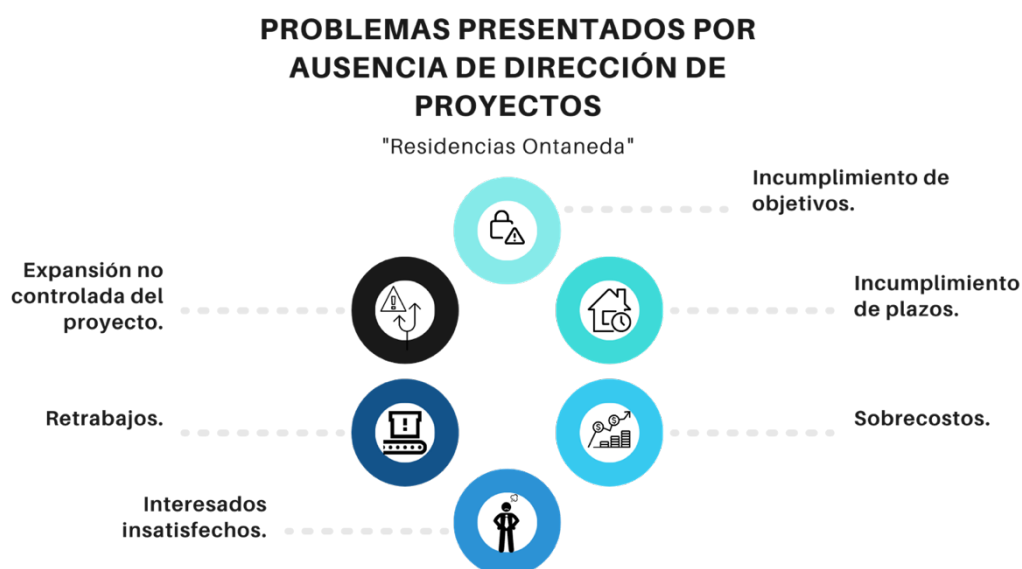 PROBLEMAS PRESENTADOS POR
AUSENCIA DE DIRECCIÓN DE
PROYECTOS
"Residencias Ontaneda"
Incumplimiento de
objetivos.
Incumplimiento
de plazos.
Sobrecostos.
Interesados
insatisfechos.
Retrabajos.
Expansión no
controlada del
proyecto.